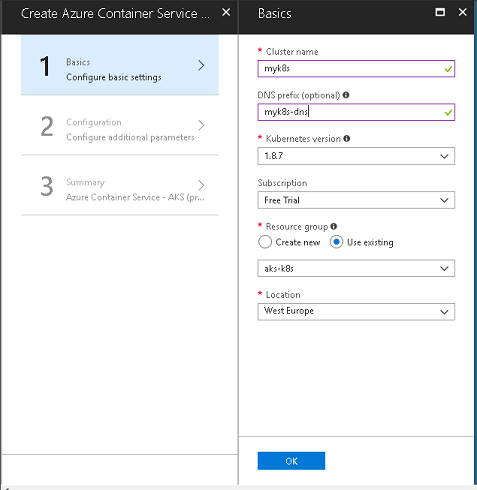 Create Azure Container Service ...
1
Basics
Configure basic settings
2
Configuration
Configure additional parameters
3
Summary
Azure Container Service - AKS (pr...
Basics
* Cluster name
myk8s
DNS prefix (optional)
myk8s-dns
* Kubernetes version
1.8.7
Subscription
Free Trial
* Resource group
Create new
Use existing
aks-k8s
* Location
West Europe
OK